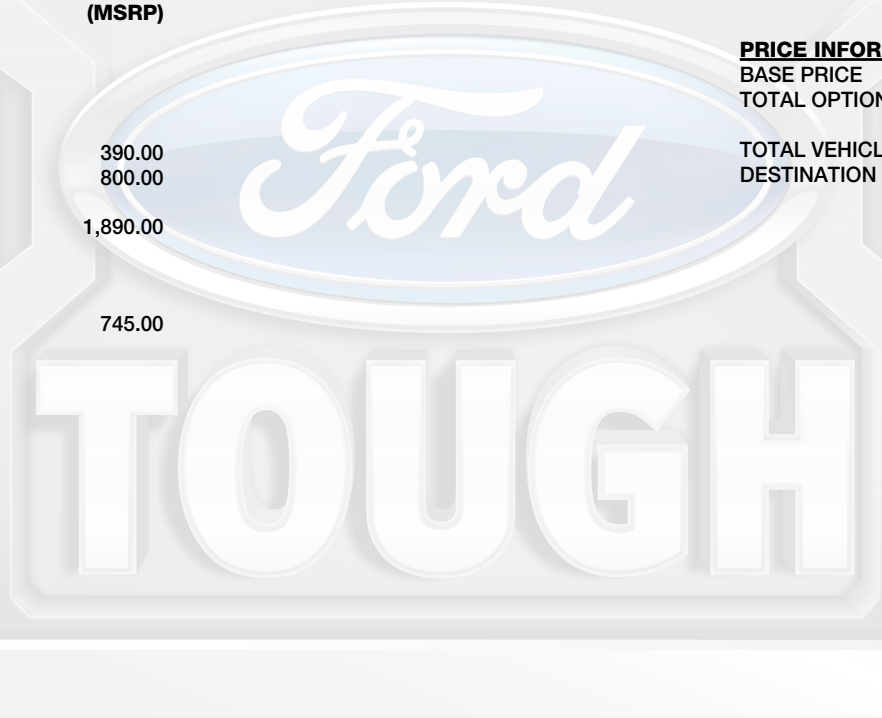 (MSRP)
390.00
800.00
1,890.00
745.00
PRICE INFOR
BASE PRICE
TOTAL OPTION
TOTAL VEHICL
DESTINATION
Ford
TOUGH